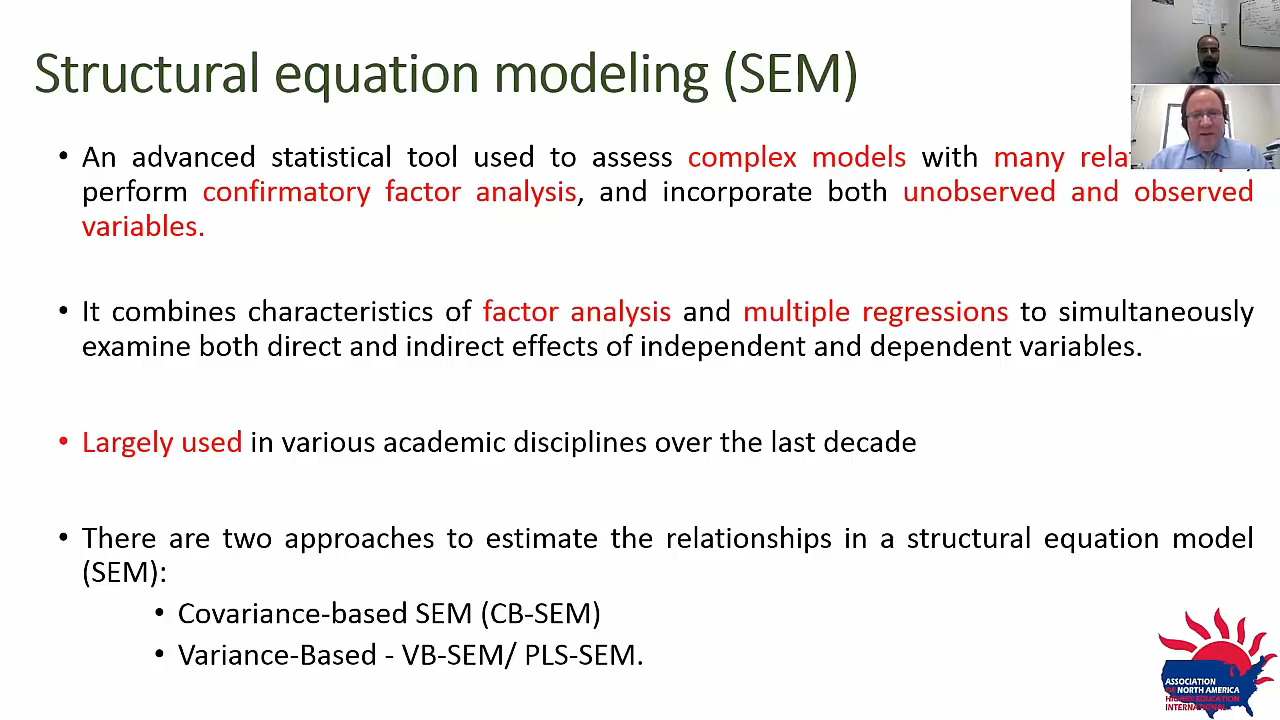 Structural equation modeling (SEM)
• An advanced statistical tool used to assess complex models with many
perform confirmatory factor analysis, and incorporate both unobserved and observed
variables.
• It combines characteristics of factor analysis and multiple regressions to simultaneously
examine both direct and indirect effects of independent and dependent variables.
• Largely used in various academic disciplines over the last decade
• There are two approaches to estimate the relationships in a structural equation model
(SEM):
• Covariance-based SEM (CB-SEM)
• Variance-Based - VB-SEM/ PLS-SEM.
ASSOCIATION
OF NORTH AMERICA
HIGHER EDUCATION
INTERNATIONAL